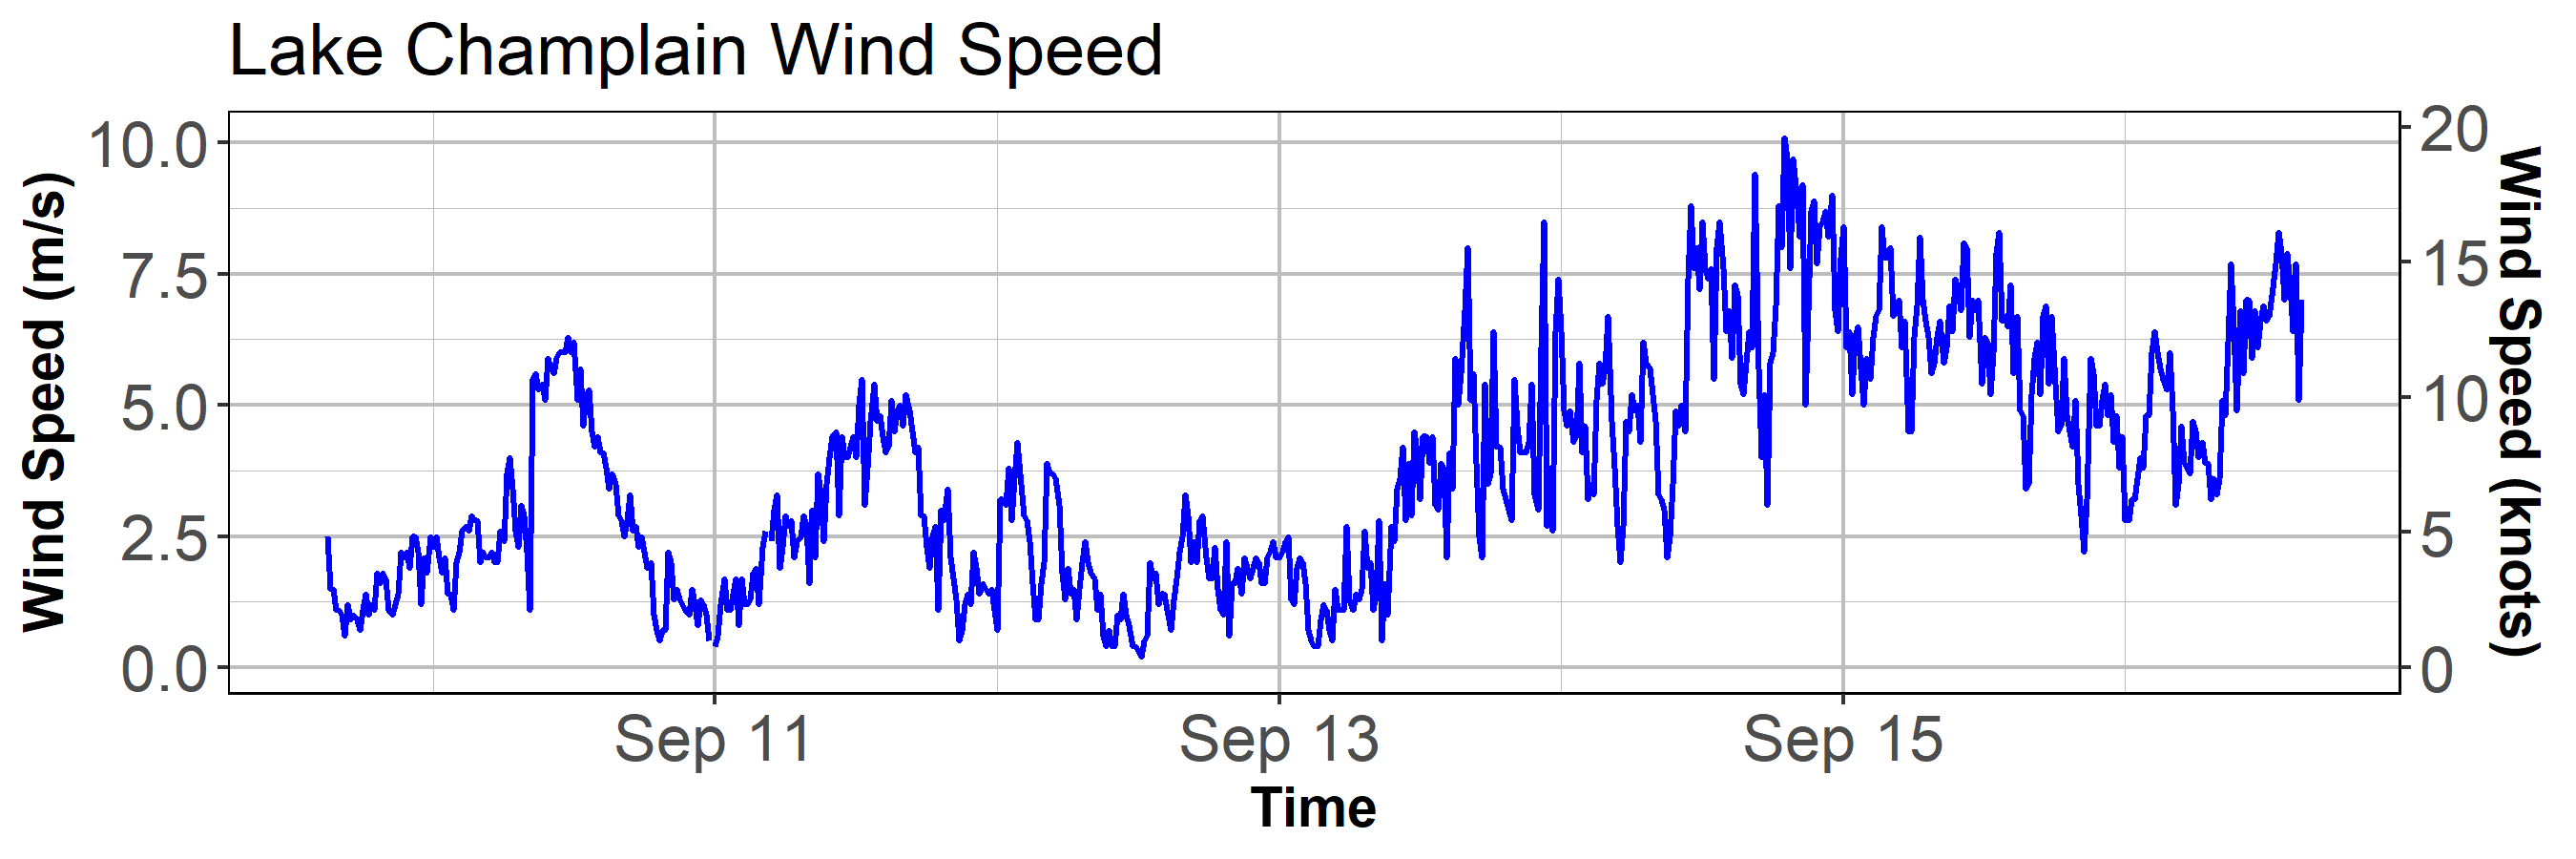 Lake Champlain Wind Speed
Wind Speed (m/s)
10.0
7.5
5.0
2.5
0.0
20
15
10
5
0
Wind Speed (knots)
Sep 11 Sep 13 Sep 15
Time